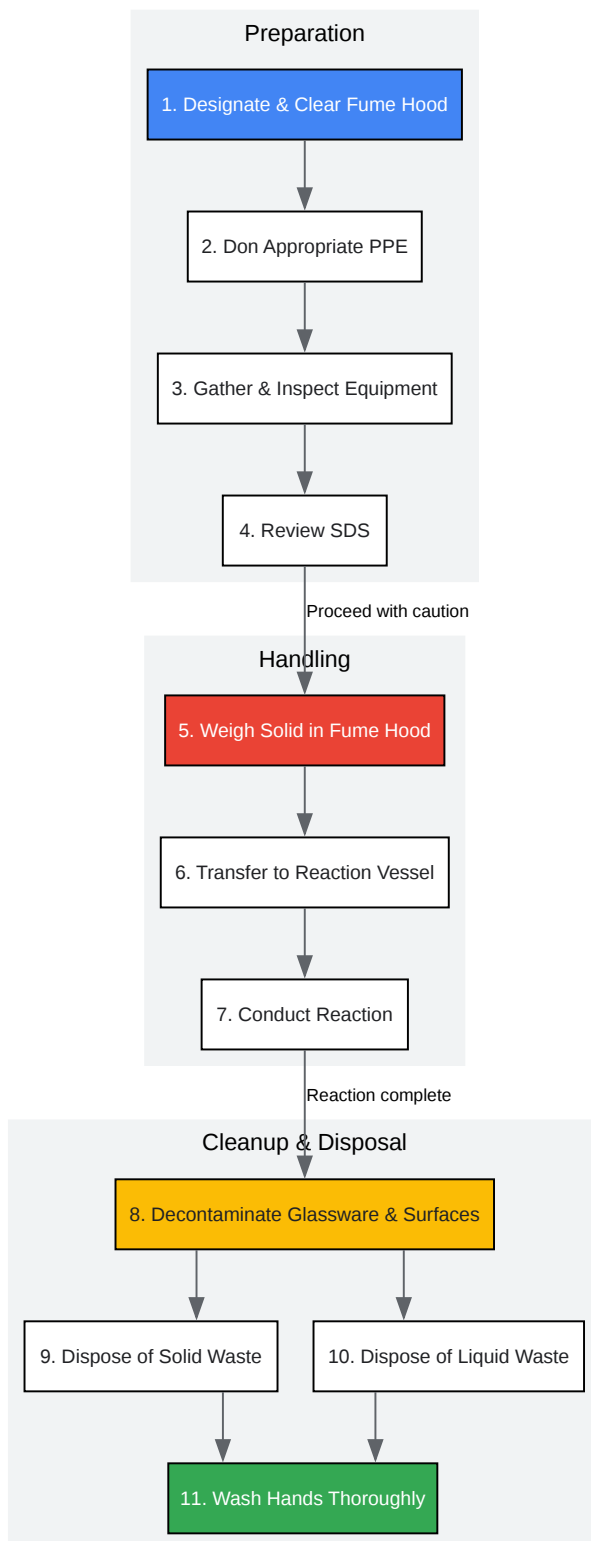 Preparation
1. Designate & Clear Fume Hood
2. Don Appropriate PPE
3. Gather & Inspect Equipment
4. Review SDS
Proceed with caution
Handling
5. Weigh Solid in Fume Hood
6. Transfer to Reaction Vessel
7. Conduct Reaction
Reaction complete
Cleanup & Disposal
8. Decontaminate Glassware & Surfaces
9. Dispose of Solid Waste
10. Dispose of Liquid Waste
11. Wash Hands Thoroughly